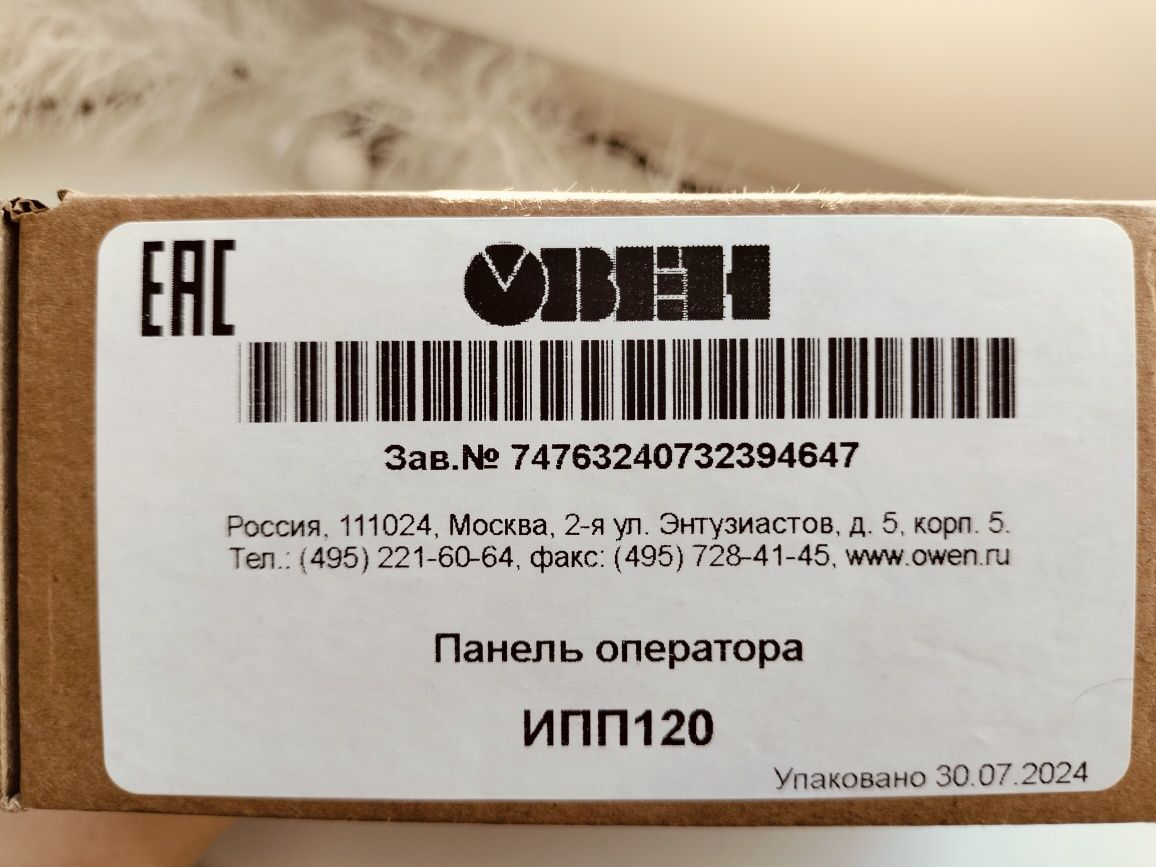 EAC
ОВЕН
Зав.№ 74763240732394647
Россия, 111024, Москва, 2-я ул. Энтузиастов, д. 5, корп. 5.
Тел.: (495) 221-60-64, факс: (495) 728-41-45, www.owen.ru
Панель оператора
ИПП120
Упаковано 30.07.2024